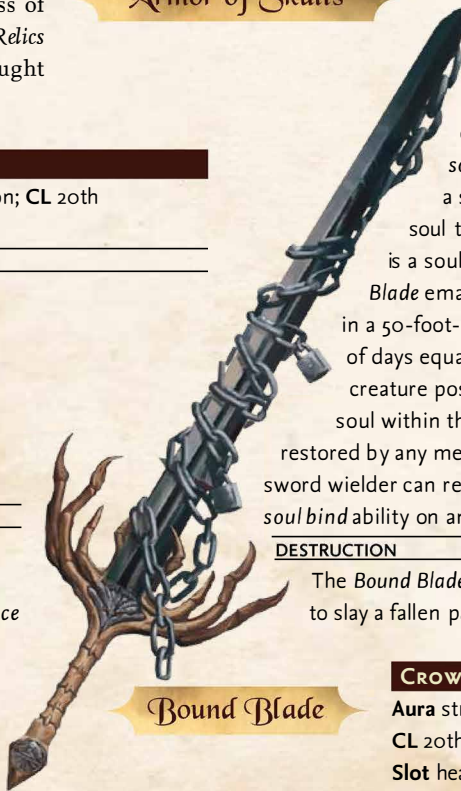 Armor of Skulls
ss of
Relics
ught
CL 20th
ce
a s
soul t
is a soul
Blade ema
in a 50-foot-
of days equa
creature pos
soul within th
restored by any me
sword wielder can re
soul bind ability on an
DESTRUCTION
The Bound Blade
to slay a fallen p
Bound Blade
CROW
Aura str
CL 20th
Slot hea